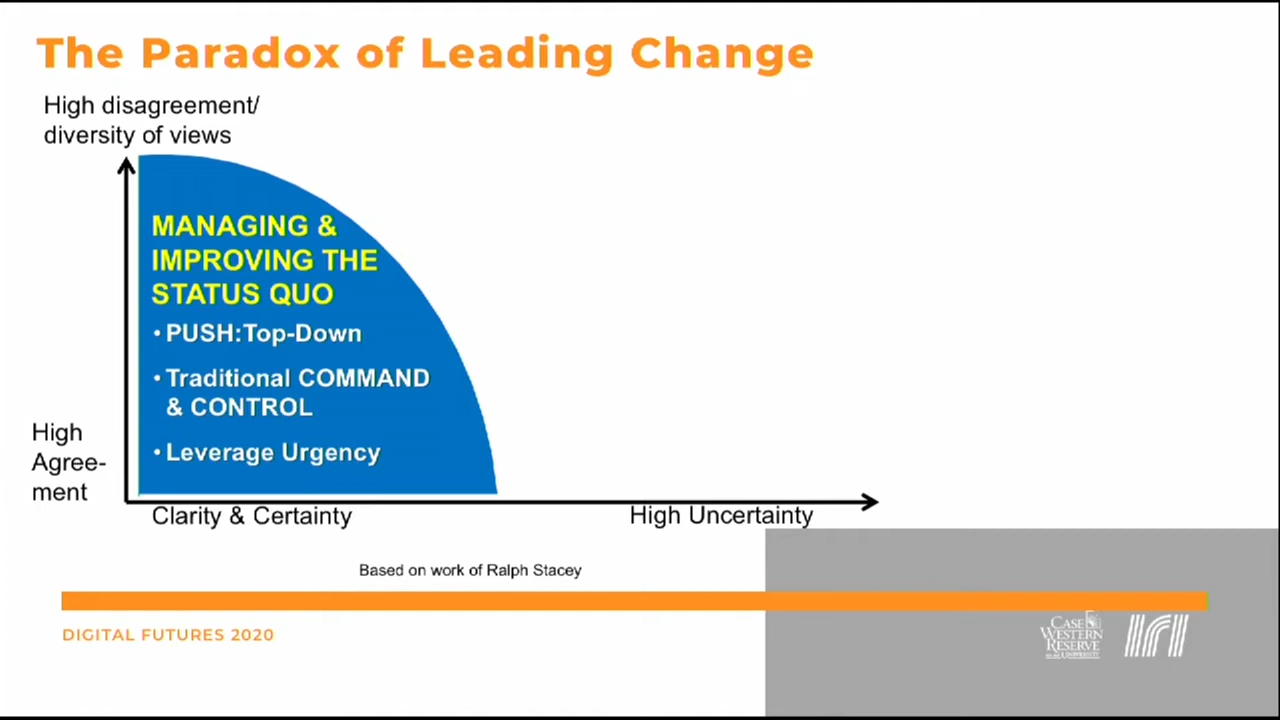 The Paradox of Leading Change
High disagreement/
diversity of views
MANAGING &
IMPROVING THE
STATUS QUO
• PUSH:Top-Down
• Traditional COMMAND
& CONTROL
• Leverage Urgency
High
Agree-
ment
Clarity & Certainty
High Uncertainty
Based on work of Ralph Stacey
DIGITAL FUTURES 2020
CASE
WESTERN
RESERVE
UNIVERSITY